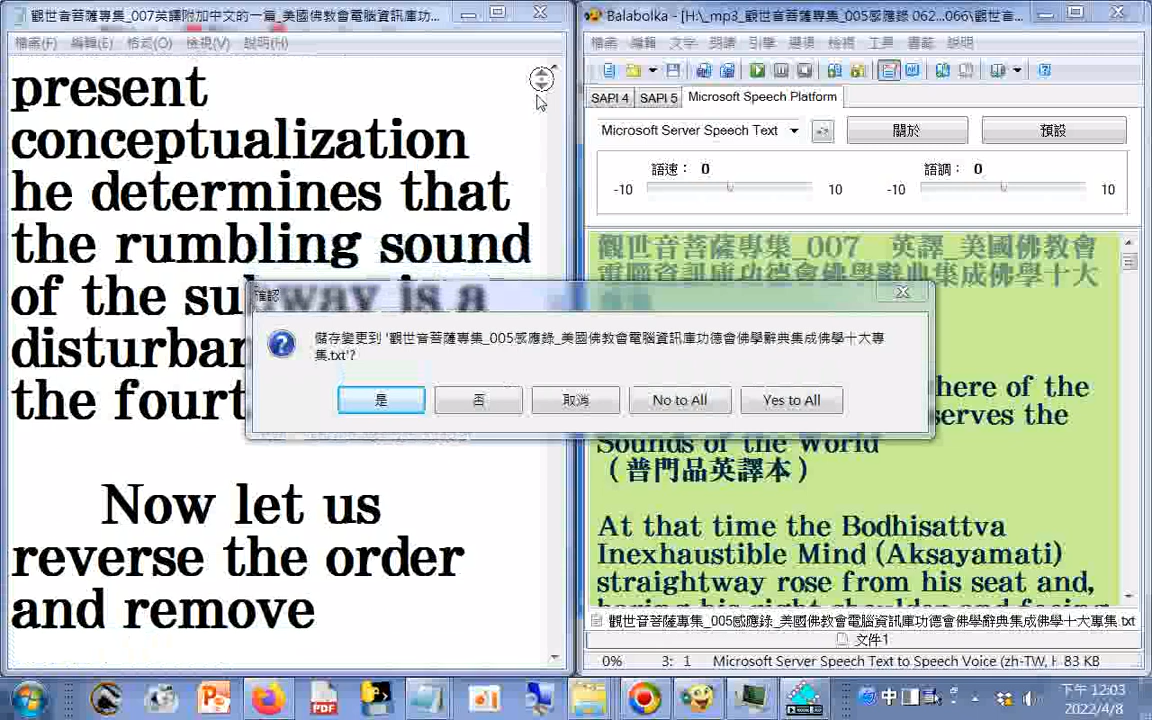 觀世音菩薩專集_007英譯附加中文的一篇_美國佛教會電腦資訊庫功...
檔案(F) 編輯(E) 格式(O) 檢視(V) 說明(H)
present
conceptualization
he determines that
the rumbling sound
of the subway is a
disturban
the fourt
Now let us
reverse the order
and remove
Balabolka - [H:\_mp3_觀世音菩薩專集_005感應錄 062...066\觀世音...
檔案 編輯 文字 朗讀 引擎 選項 檢視 工具 書籤 說明
SAPI 4 SAPI 5 Microsoft Speech Platform
Microsoft Server Speech Text 關於 預設
語速： 0 語調： 0
-10 10 -10 10
觀世音菩薩專集_007 英譯_美國佛教會
電腦資訊庫功德會佛學辭典集成佛學十大
here of the
serves the
Sounds of the World
（普門品英譯本）
At that time the Bodhisattva
Inexhaustible Mind (Aksayamati)
straightway rose from his seat and,
baring his right shoulder and facing
觀世音菩薩專集_005感應錄_美國佛教會電腦資訊庫功德會佛學辭典集成佛學十大專集.txt
文件1
0% 3: 1 Microsoft Server Speech Text to Speech Voice (zh-TW, H 83 KB
確認
儲存變更到 '觀世音菩薩專集_005感應錄_美國佛教會電腦資訊庫功德會佛學辭典集成佛學十大專
集.txt'?
是 否 取消 No to All Yes to All
中
下午 12:03
2022/4/8